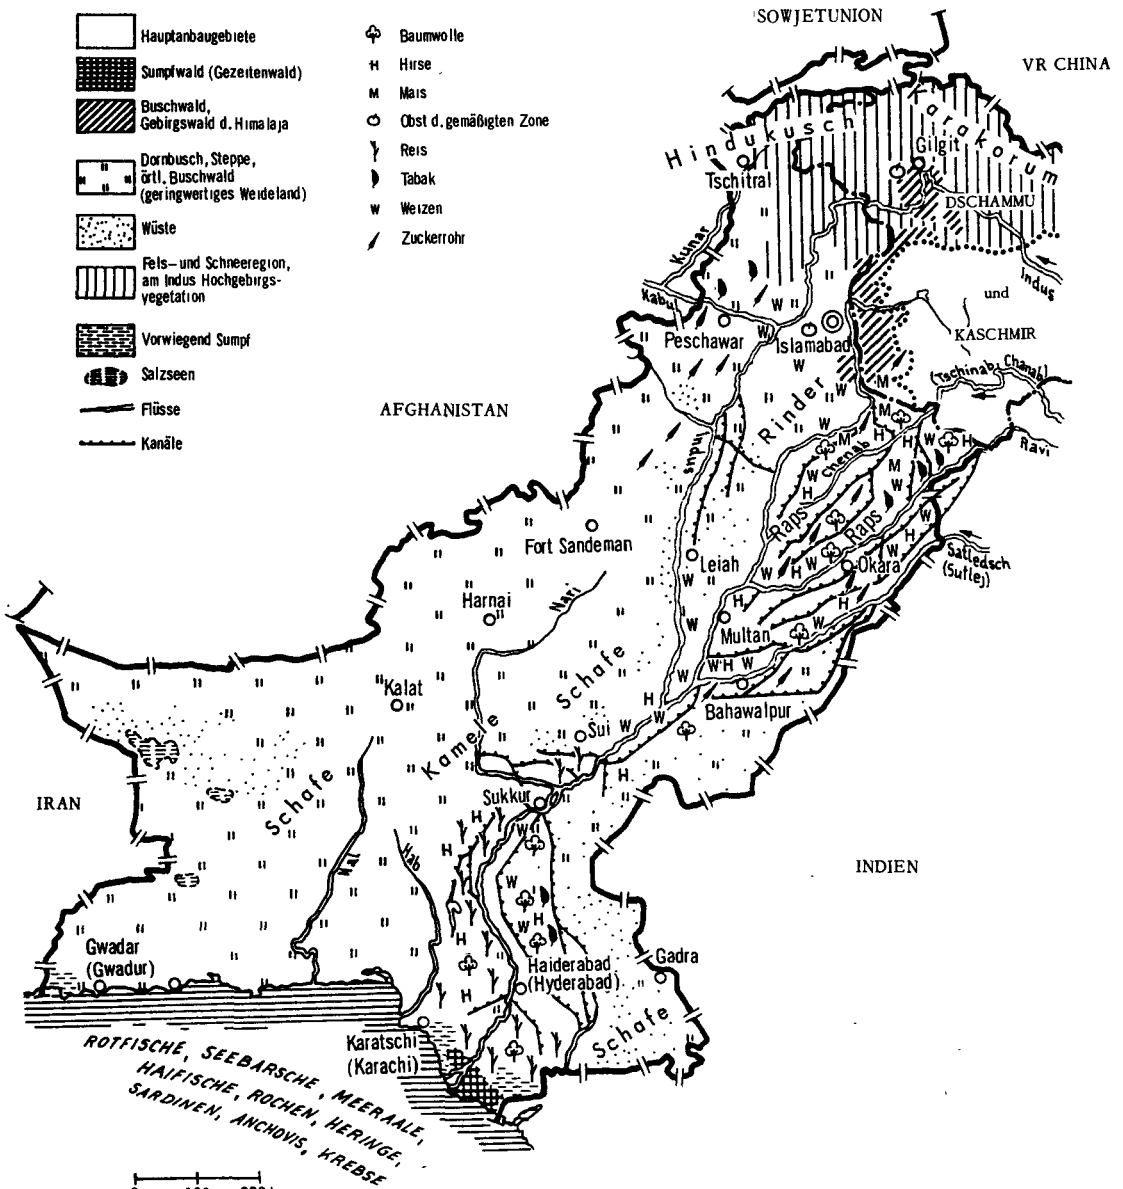 Hauptanbaugebiete
Sumpfwald (Gezeitenwald)
Buschwald,
Gebirgswald d. Himalaja
Dornbusch, Steppe,
örtl. Buschwald
(geringwertiges Weideland)
Wüste
Fels- und Schneeregion,
am Indus Hochgebirgs-
vegetation
Vorwiegend Sumpf
Salzseen
Flüsse
Kanäle
Baumwolle
H Hirse
M Mais
Obst d. gemäßigten Zone
Reis
Tabak
W Weizen
Zuckerrohr
SOWJETUNION
VR CHINA
Hindukusch
Karakorum
Gilgit
Tschitral
DSCHAMMU
Kunar
Indus
und
Kabul
Peschawar
Islamabad
KASCHMIR
(Tschinab, Chanab)
AFGHANISTAN
Rinder
Indus
Chenab
Ravi
Raps
Raps
Fort Sandeman
Leiah
Okara
Satledsch
(Sutlej)
Harnai
Nari
Multan
Schafe
Kalat
Bahawalpur
Kamele
Sui
IRAN
Schafe
Sukkur
Nal
Hab
INDIEN
Gwadar
(Gwadur)
Haiderabad
(Hyderabad)
Gadra
Schafe
Karatschi
(Karachi)
ROTFISCHE, SEEBARSCHE, MEERAALE,
HAIFISCHE, ROCHEN, HERINGE,
SARDINEN, ANCHOVIS, KREBSE